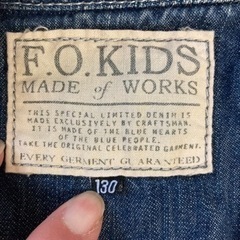 F.O.KIDS
MADE of WORKS
THIS SPECIAL LIMITED DENIM IS
MADE EXCLUSIVELY BY CRAFTSMAN.
IT IS MADE OF THE BLUE HEARTS
OF THE BLUE PEOPLE.
TAKE THE ORIGINAL CELEBRATED GARMENT.
EVERY GERMENT GUARANTEED
130